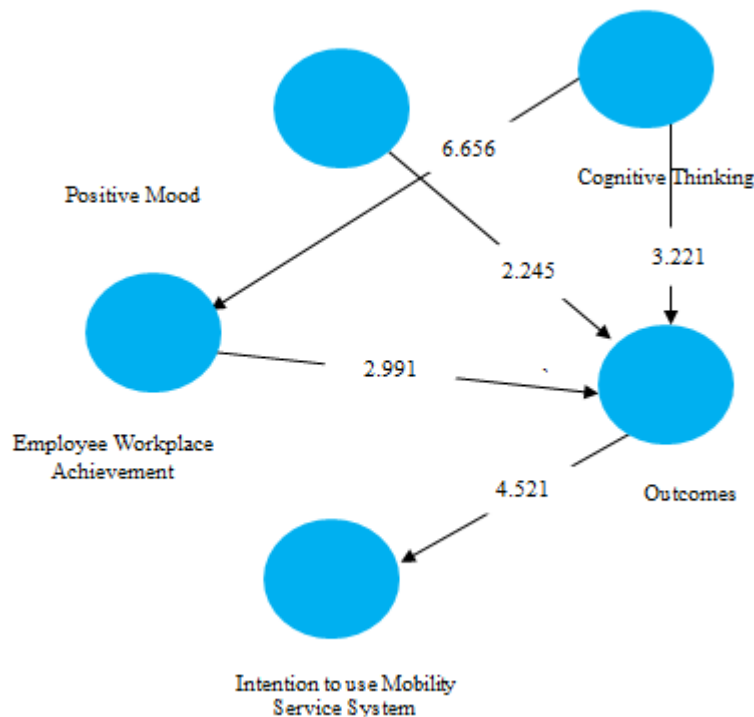 6.656
Cognitive Thinking
Positive Mood
2.245
3.221
2.991
`
Employee Workplace
Achievement
4.521
Outcomes
Intention to use Mobility
Service System